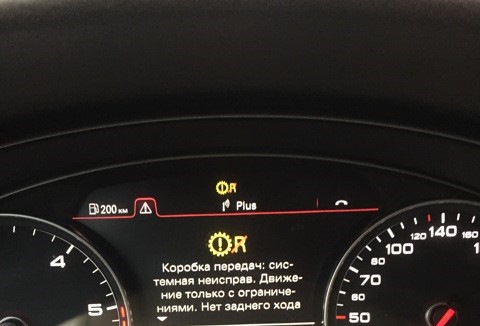 200 км Plus
R
Коробка передач: сис-
темная неисправ. Движе-
ние только с ограниче-
ниями. Нет заднего хода
4
5
50
70
80
100
120
140
160